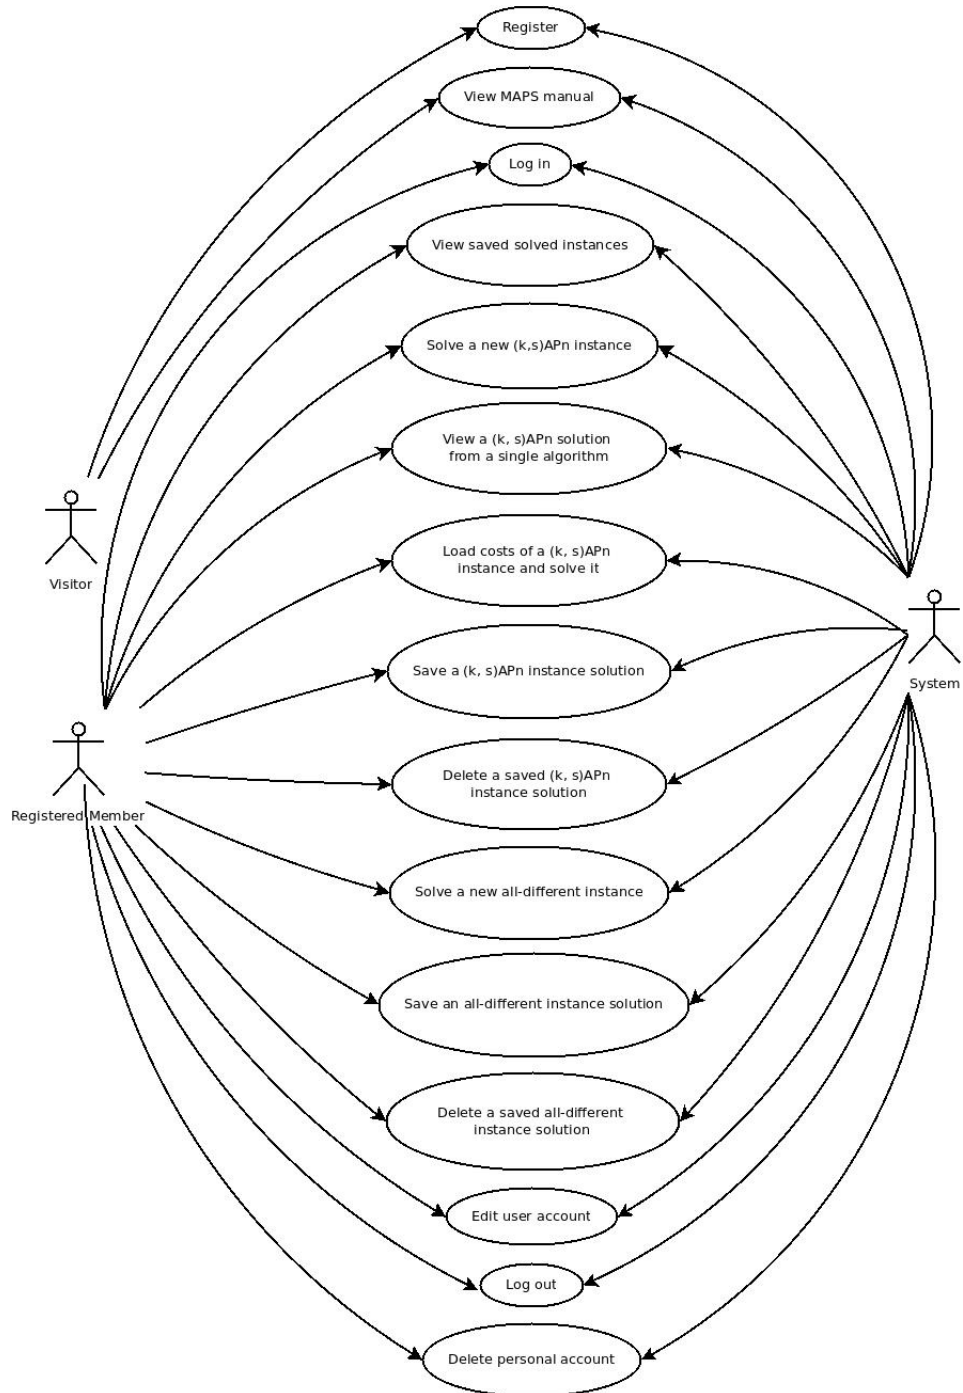 Register
View MAPS manual
Log in
View saved solved instances
Solve a new (k,s)APn instance
View a (k, s)APn solution
from a single algorithm
Visitor
Load costs of a (k, s)APn
instance and solve it
Save a (k, s)APn instance solution
System
Delete a saved (k, s)APn
instance solution
Registered Member
Solve a new all-different instance
Save an all-different instance solution
Delete a saved all-different
instance solution
Edit user account
Log out
Delete personal account